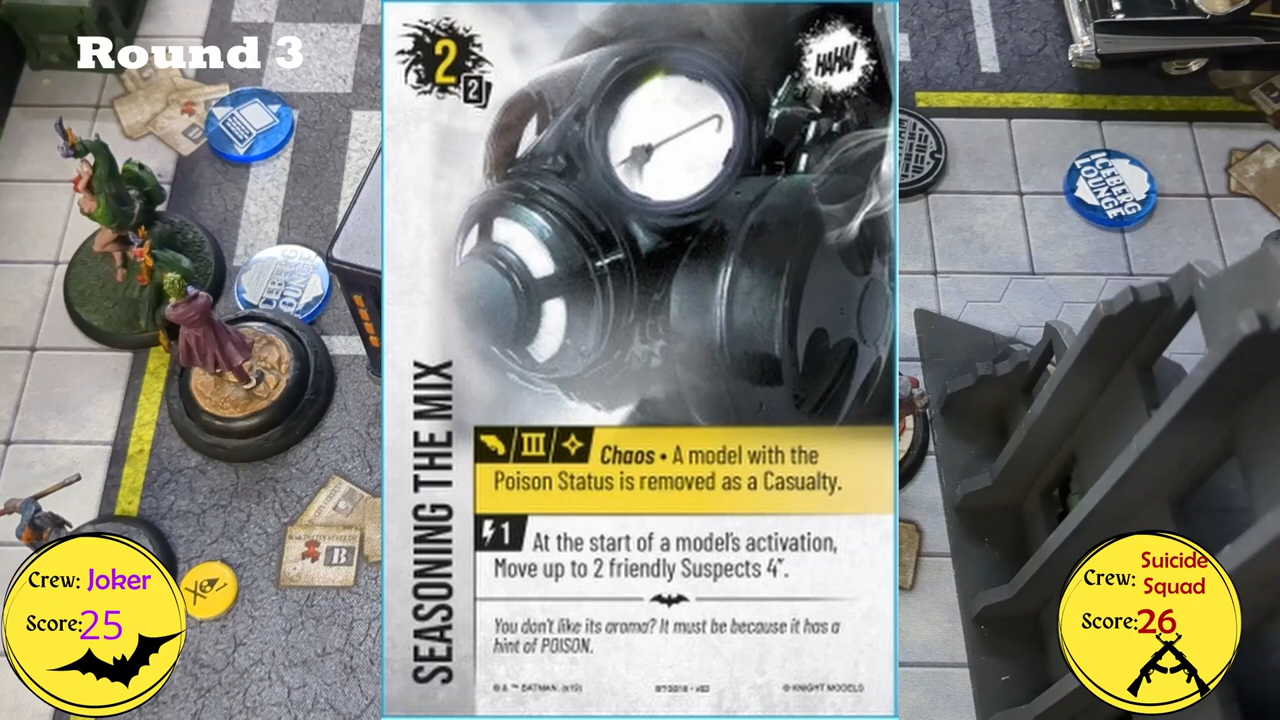 Round 3
2
2
HAHA!
SEASONING THE MIX
III Chaos • A model with the
Poison Status is removed as a Casualty.
1 At the start of a model's activation,
Move up to 2 friendly Suspects 4".
You don't like its aroma? It must be because it has a
hint of POISON.
© KNIGHT MODELS
ICEBERG
LOUNGE
ICEBERG
LOUNGE
B
Crew: Joker
Score: 25
Crew: Suicide
Squad
Score: 26